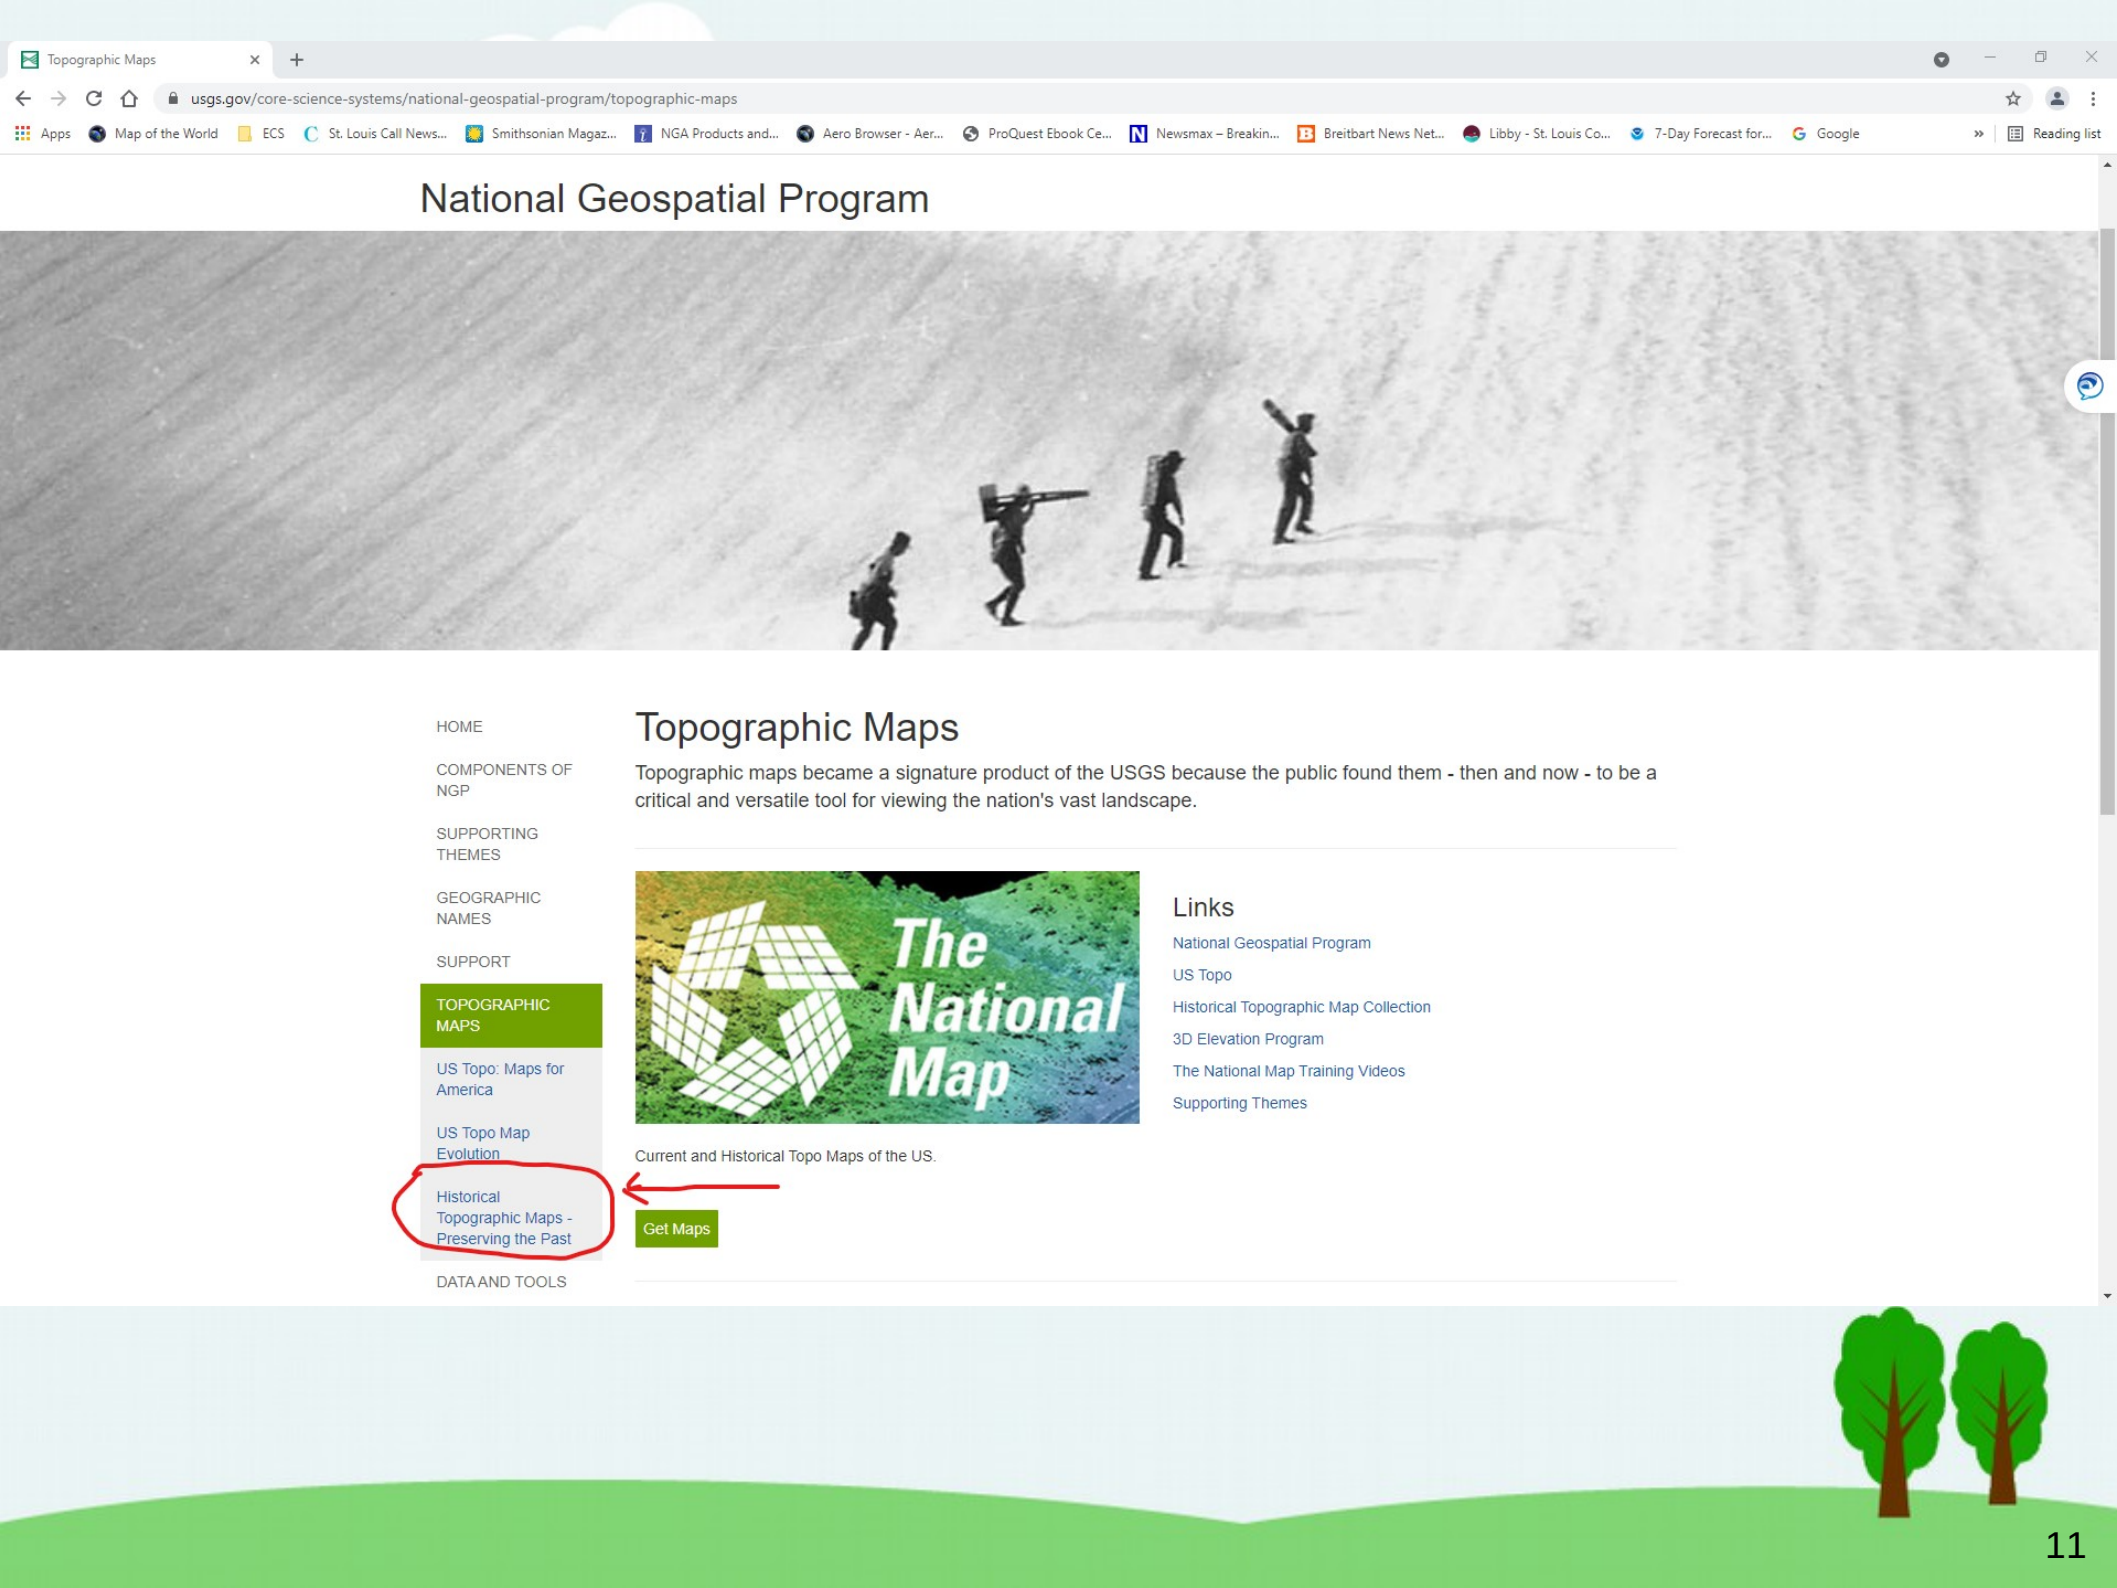 Topographic Maps
usgs.gov/core-science-systems/national-geospatial-program/topographic-maps
Apps Map of the World ECS St. Louis Call News... Smithsonian Magaz... NGA Products and... Aero Browser - Aer... ProQuest Ebook Ce... Newsmax – Breakin... Breitbart News Net... Libby - St. Louis Co... 7-Day Forecast for... Google » Reading list
National Geospatial Program
HOME
COMPONENTS OF
NGP
SUPPORTING
THEMES
GEOGRAPHIC
NAMES
SUPPORT
TOPOGRAPHIC
MAPS
US Topo: Maps for
America
US Topo Map
Evolution
Historical
Topographic Maps -
Preserving the Past
DATA AND TOOLS
Topographic Maps
Topographic maps became a signature product of the USGS because the public found them - then and now - to be a
critical and versatile tool for viewing the nation's vast landscape.
The
National
Map
Current and Historical Topo Maps of the US.
Get Maps
Links
National Geospatial Program
US Topo
Historical Topographic Map Collection
3D Elevation Program
The National Map Training Videos
Supporting Themes
11